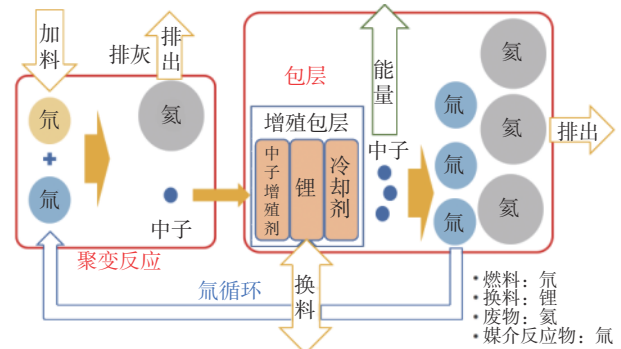 加料
排灰
排出
氘
+
氚
氦
中子
聚变反应
包层
增殖包层
中子增殖剂
锂
冷却剂
能量
中子
氚
氚
氚
氦
氦
氦
排出
氚循环
换料
•燃料：氘
•换料：锂
•废物：氦
•媒介反应物：氚